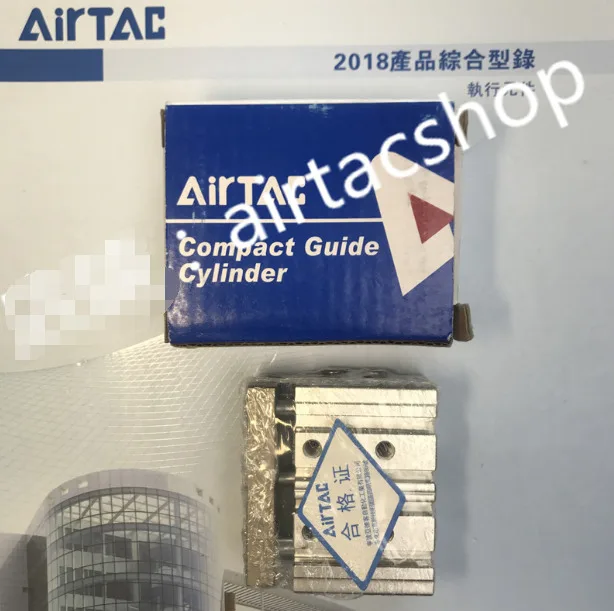 AirTAC
2018產品綜合型錄
執行元件
airtacshop
AirTAC
Compact Guide
Cylinder
AirTAC
合格证